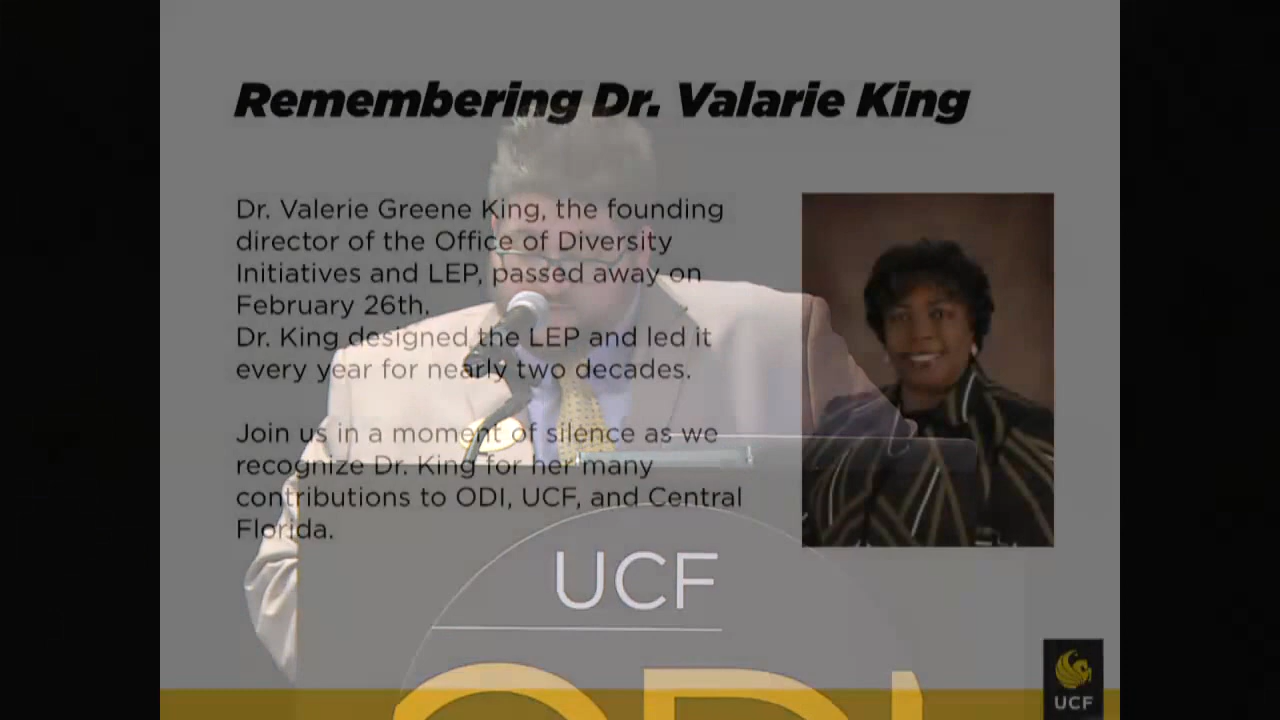 Remembering Dr. Valarie King
Dr. Valerie Greene King, the founding
director of the Office of Diversity
Initiatives and LEP, passed away on
February 26th.
Dr. King designed the LEP and led it
every year for nearly two decades.
Join us in a moment of silence as we
recognize Dr. King for her many
contributions to ODI, UCF, and Central
Florida.
UCF
ODI
UCF